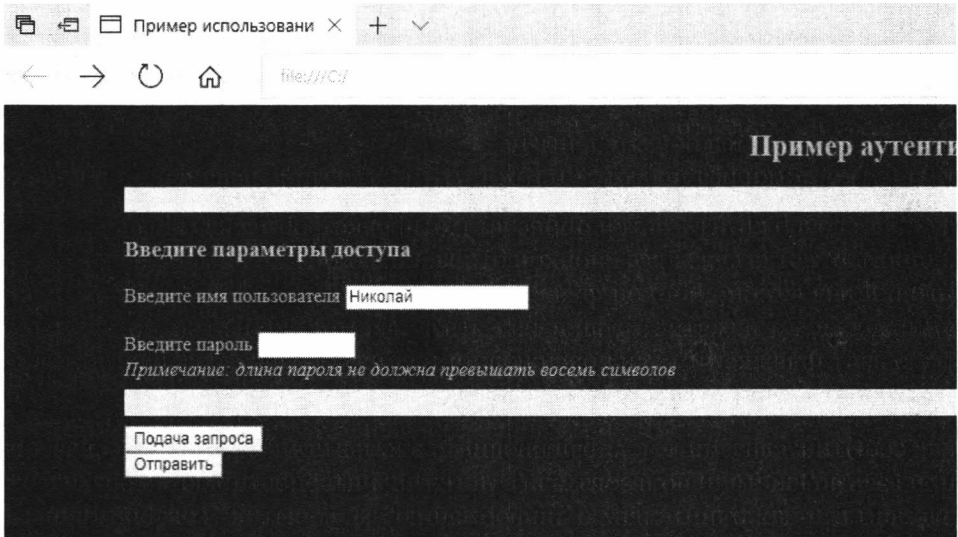 Пример использовани
file:///C:/
Пример аутенти
Введите параметры доступа
Введите имя пользователя Николай
Введите пароль
Примечание: длина пароля не должна превышать восемь символов
Подача запроса
Отправить